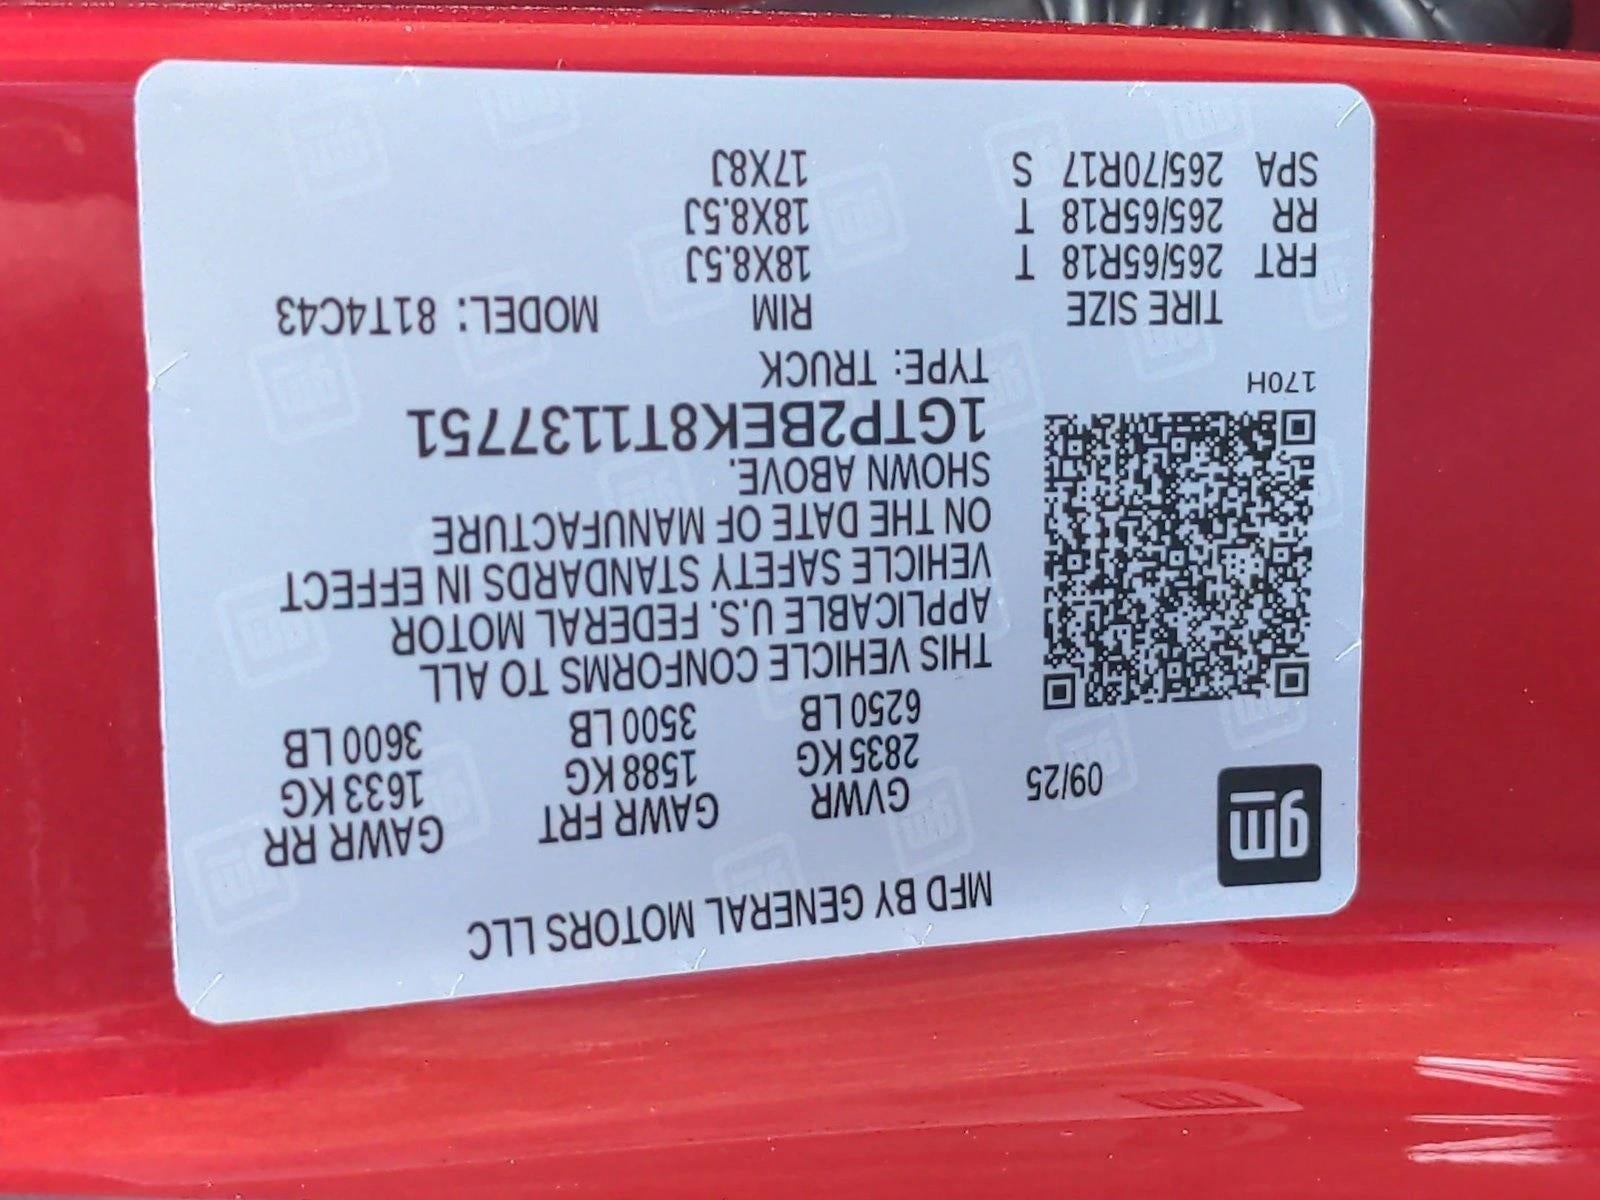 MFD BY GENERAL MOTORS LLC
gm
09/25
GVWR GAWR FRT GAWR RR
2835 KG 1588 KG 1633 KG
6250 LB 3500 LB 3600 LB
THIS VEHICLE CONFORMS TO ALL
APPLICABLE U.S. FEDERAL MOTOR
VEHICLE SAFETY STANDARDS IN EFFECT
ON THE DATE OF MANUFACTURE
SHOWN ABOVE.
1GTP2BEK8T1137751
170H
TYPE: TRUCK
TIRE SIZE RIM MODEL: 81T4C43
FRT 265/65R18 T 18X8.5J
RR 265/65R18 T 18X8.5J
SPA 265/70R17 S 17X8J